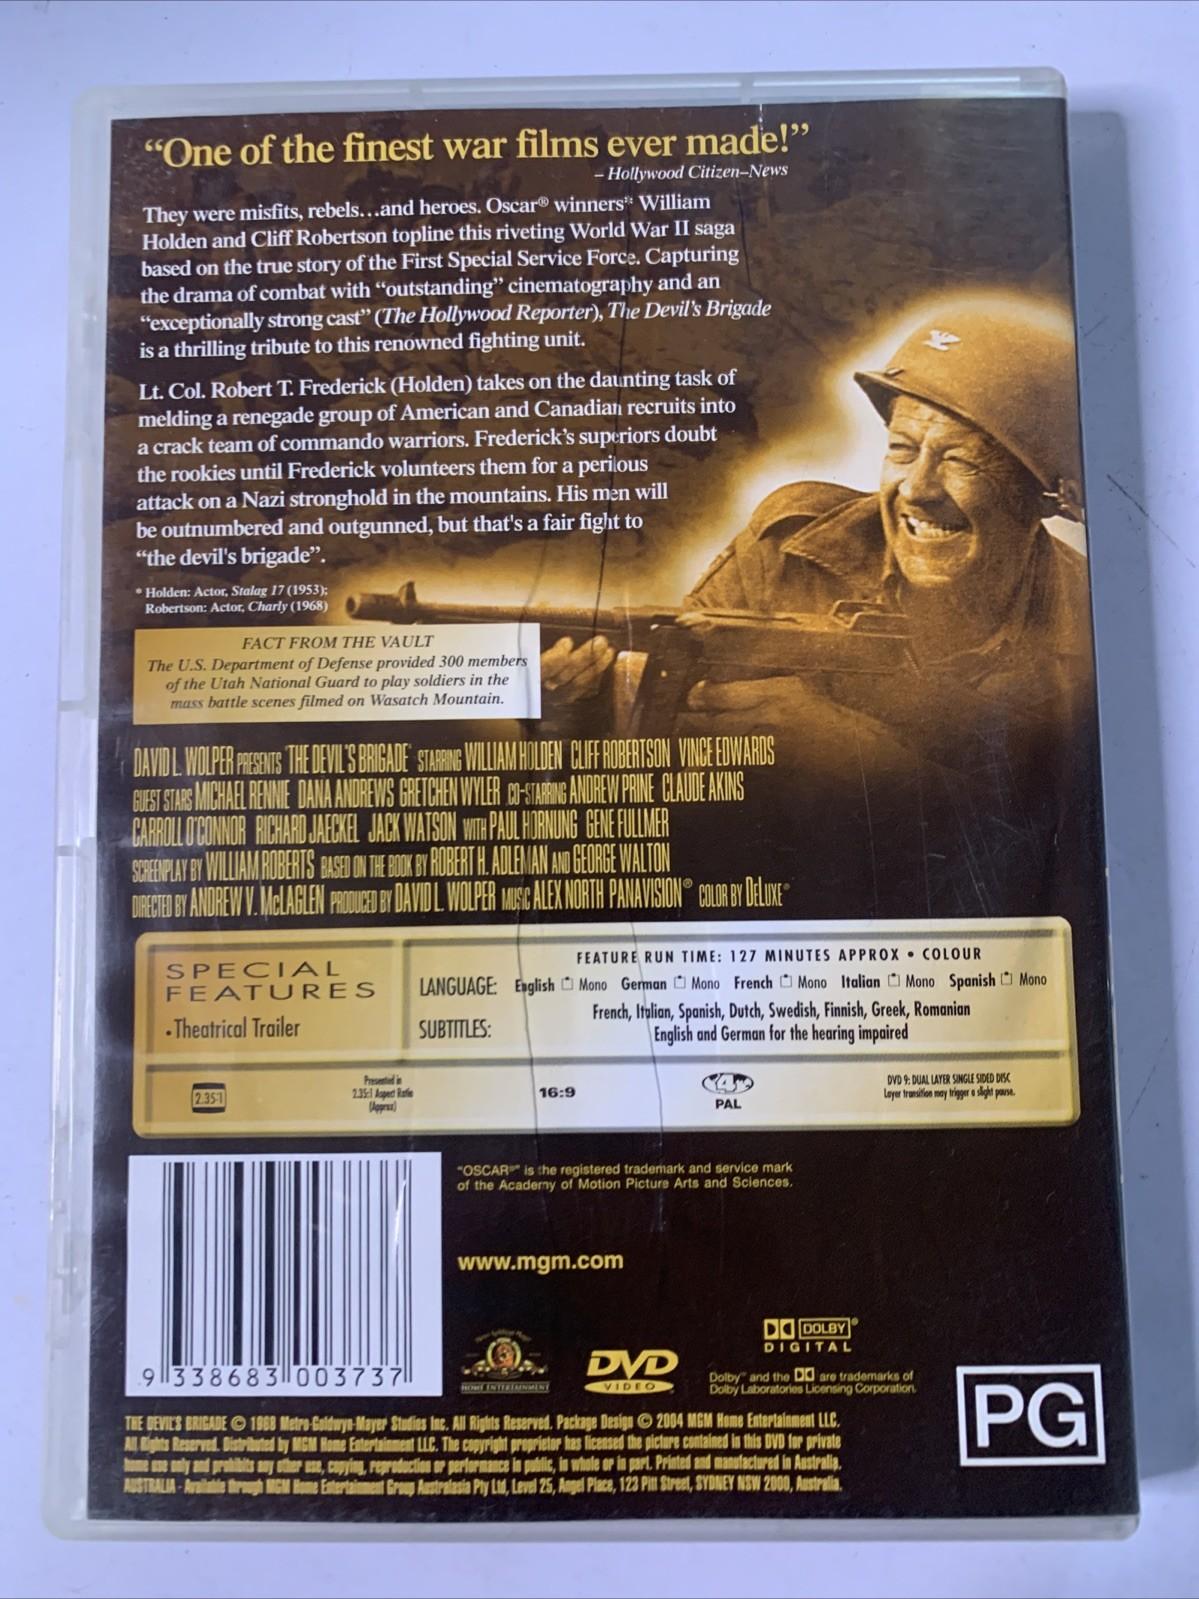 “One of the finest war films ever made!”
– Hollywood Citizen–News
They were misfits, rebels...and heroes. Oscar® winners* William
Holden and Cliff Robertson topline this riveting World War II saga
based on the true story of the First Special Service Force. Capturing
the drama of combat with “outstanding” cinematography and an
“exceptionally strong cast” (The Hollywood Reporter), The Devil’s Brigade
is a thrilling tribute to this renowned fighting unit.
Lt. Col. Robert T. Frederick (Holden) takes on the daunting task of
melding a renegade group of American and Canadian recruits into
a crack team of commando warriors. Frederick’s superiors doubt
the rookies until Frederick volunteers them for a perilous
attack on a Nazi stronghold in the mountains. His men will
be outnumbered and outgunned, but that's a fair fight to
“the devil's brigade”.
* Holden: Actor, Stalag 17 (1953);
Robertson: Actor, Charly (1968)
FACT FROM THE VAULT
The U.S. Department of Defense provided 300 members
of the Utah National Guard to play soldiers in the
mass battle scenes filmed on Wasatch Mountain.
DAVID L. WOLPER PRESENTS "THE DEVIL'S BRIGADE" STARRING WILLIAM HOLDEN CLIFF ROBERTSON VINCE EDWARDS
GUEST STARS MICHAEL RENNIE DANA ANDREWS GRETCHEN WYLER CO-STARRING ANDREW PRINE CLAUDE AKINS
CARROLL O'CONNOR RICHARD JAECKEL JACK WATSON WITH PAUL HORNUNG GENE FULLMER
SCREENPLAY BY WILLIAM ROBERTS BASED ON THE BOOK BY ROBERT H. ADLEMAN AND GEORGE WALTON
DIRECTED BY ANDREW V. McLAGLEN PRODUCED BY DAVID L. WOLPER MUSIC ALEX NORTH PANAVISION® COLOR BY DeLuxe®
SPECIAL
FEATURES
•Theatrical Trailer
FEATURE RUN TIME: 127 MINUTES APPROX • COLOUR
LANGUAGE: English Mono German Mono French Mono Italian Mono Spanish Mono
SUBTITLES: French, Italian, Spanish, Dutch, Swedish, Finnish, Greek, Romanian
English and German for the hearing impaired
2.35:1
Presented in
2.35:1 Aspect Ratio
(Approx)
16:9
4
PAL
DVD 9: DUAL LAYER SINGLE SIDED DISC
Layer transition may trigger a slight pause.
"OSCAR®" is the registered trademark and service mark
of the Academy of Motion Picture Arts and Sciences.
www.mgm.com
HOME ENTERTAINMENT
DVD
VIDEO
DOLBY®
DIGITAL
Dolby and the are trademarks of
Dolby Laboratories Licensing Corporation.
9 338683 003737
PG
THE DEVIL'S BRIGADE © 1968 Metro-Goldwyn-Mayer Studios Inc. All Rights Reserved. Package Design © 2004 MGM Home Entertainment LLC.
All Rights Reserved. Distributed by MGM Home Entertainment LLC. The copyright proprietor has licensed the picture contained in this DVD for private
home use only and prohibits any other use, copying, reproduction or performance in public, in whole or in part. Printed and manufactured in Australia.
AUSTRALIA - Available through MGM Home Entertainment Group Australasia Pty Ltd, Level 25, Angel Place, 123 Pitt Street, SYDNEY NSW 2000, Australia.